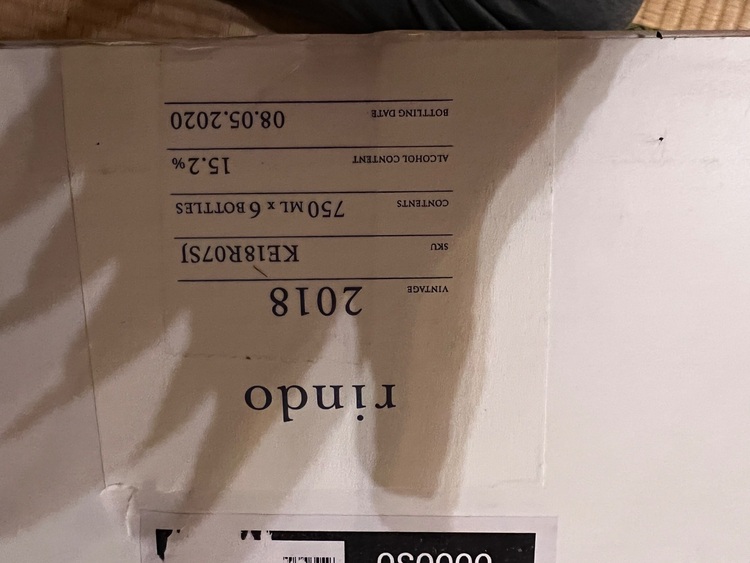 rindo
VINTAGE 2018
SKU KE18R07SJ
CONTENTS 750 ML x 6 BOTTLES
ALCOHOL CONTENT 15.2%
BOTTLING DATE 08.05.2020